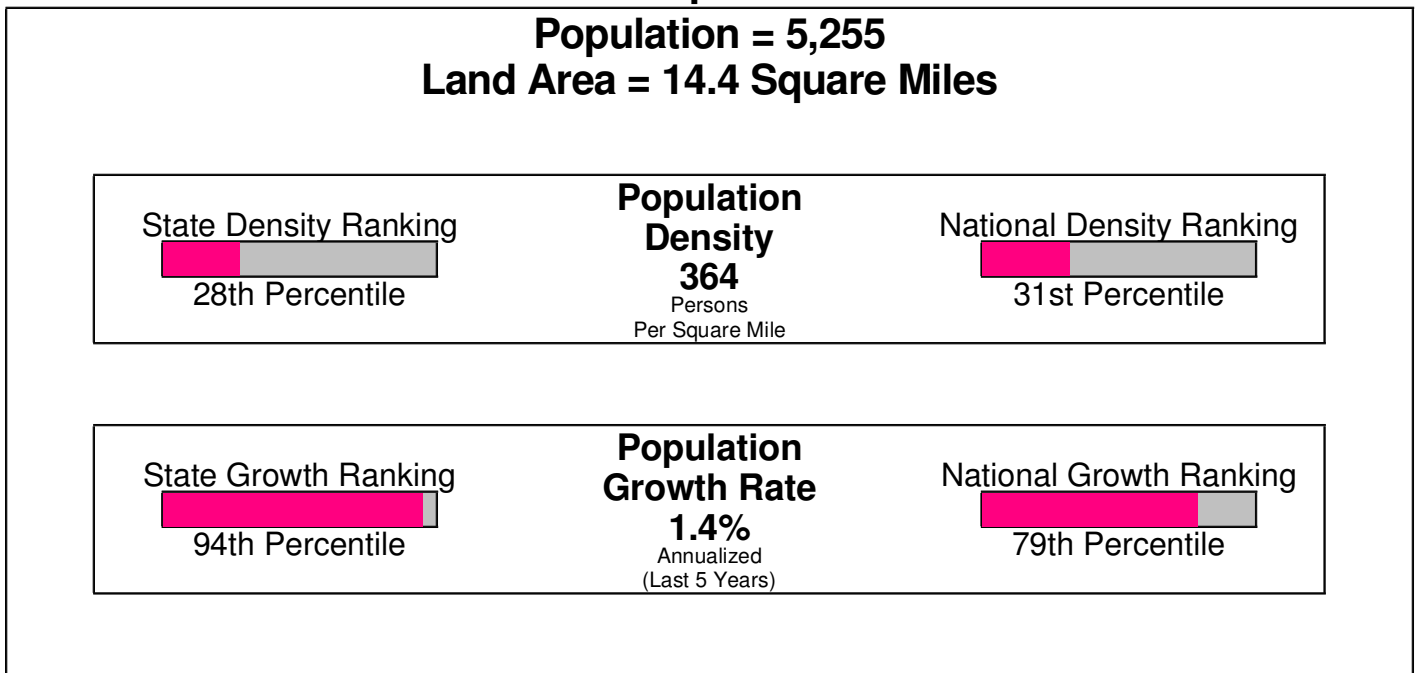 Population = 5,255
Land Area = 14.4 Square Miles
State Density Ranking
28th Percentile
Population
Density
364
Persons
Per Square Mile
National Density Ranking
31st Percentile
State Growth Ranking
94th Percentile
Population
Growth Rate
1.4%
Annualized
(Last 5 Years)
National Growth Ranking
79th Percentile